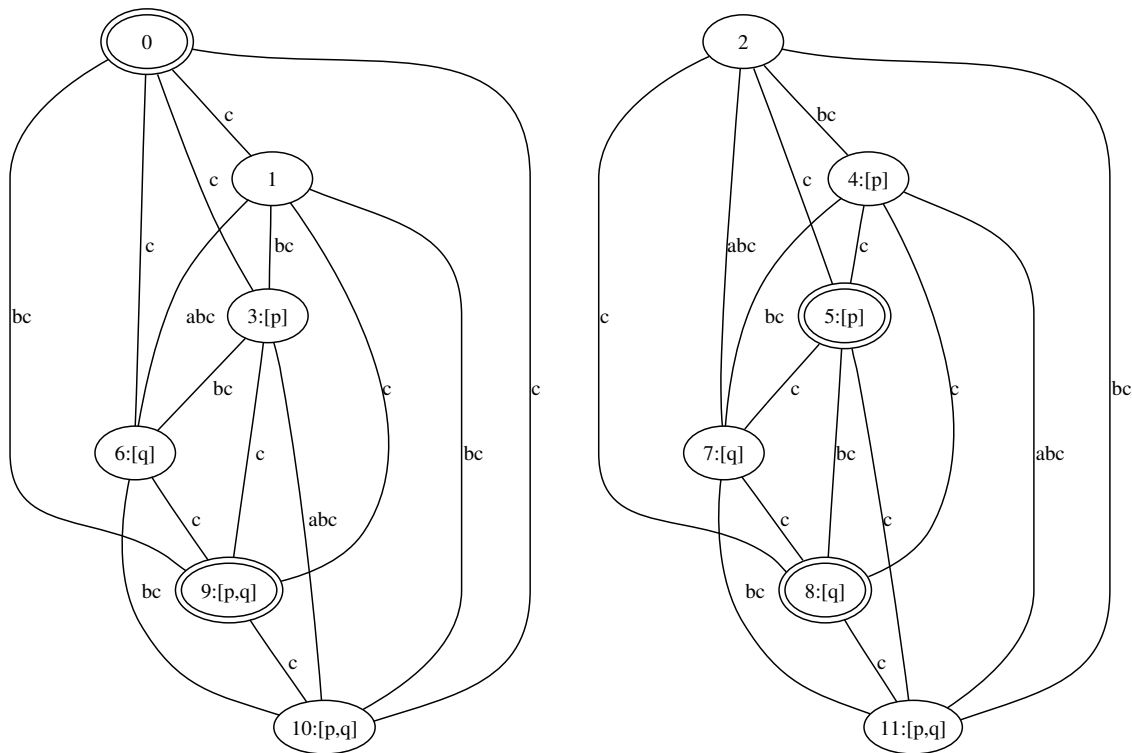 0 2
c bc
1 4:[p]
c c
c bc abc c
bc abc 3:[p] c bc 5:[p] bc
bc c c c c bc
6:[q] c bc 7:[q] bc abc
c abc c c
bc 9:[p,q] bc 8:[q]
c c
10:[p,q] 11:[p,q]